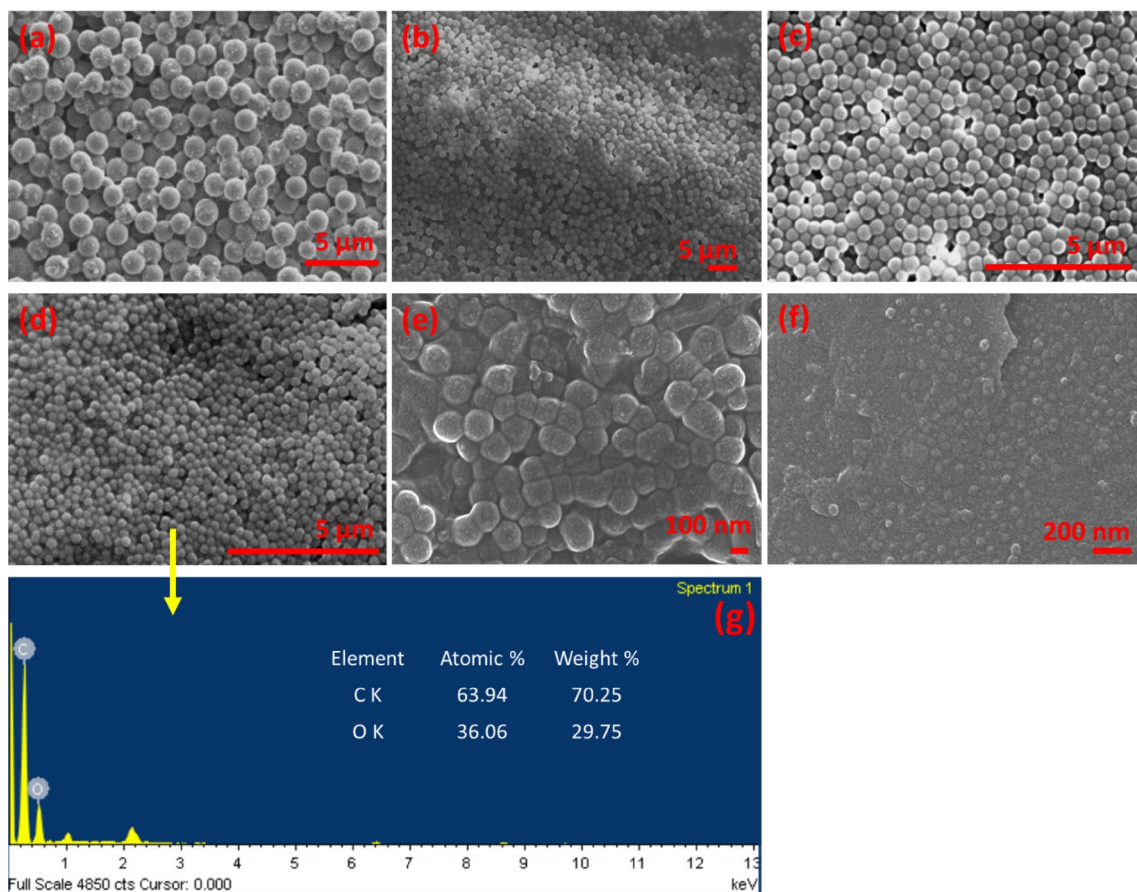 (a)
5 μm
(b)
5 μm
(c)
5 μm
(d)
5 μm
(e)
100 nm
(f)
200 nm
Spectrum 1
(g)
Element Atomic % Weight %
C K 63.94 70.25
O K 36.06 29.75
C
O
1 2 3 4 5 6 7 8 9 10 11 12 13
Full Scale 4850 cts Cursor: 0.000 keV